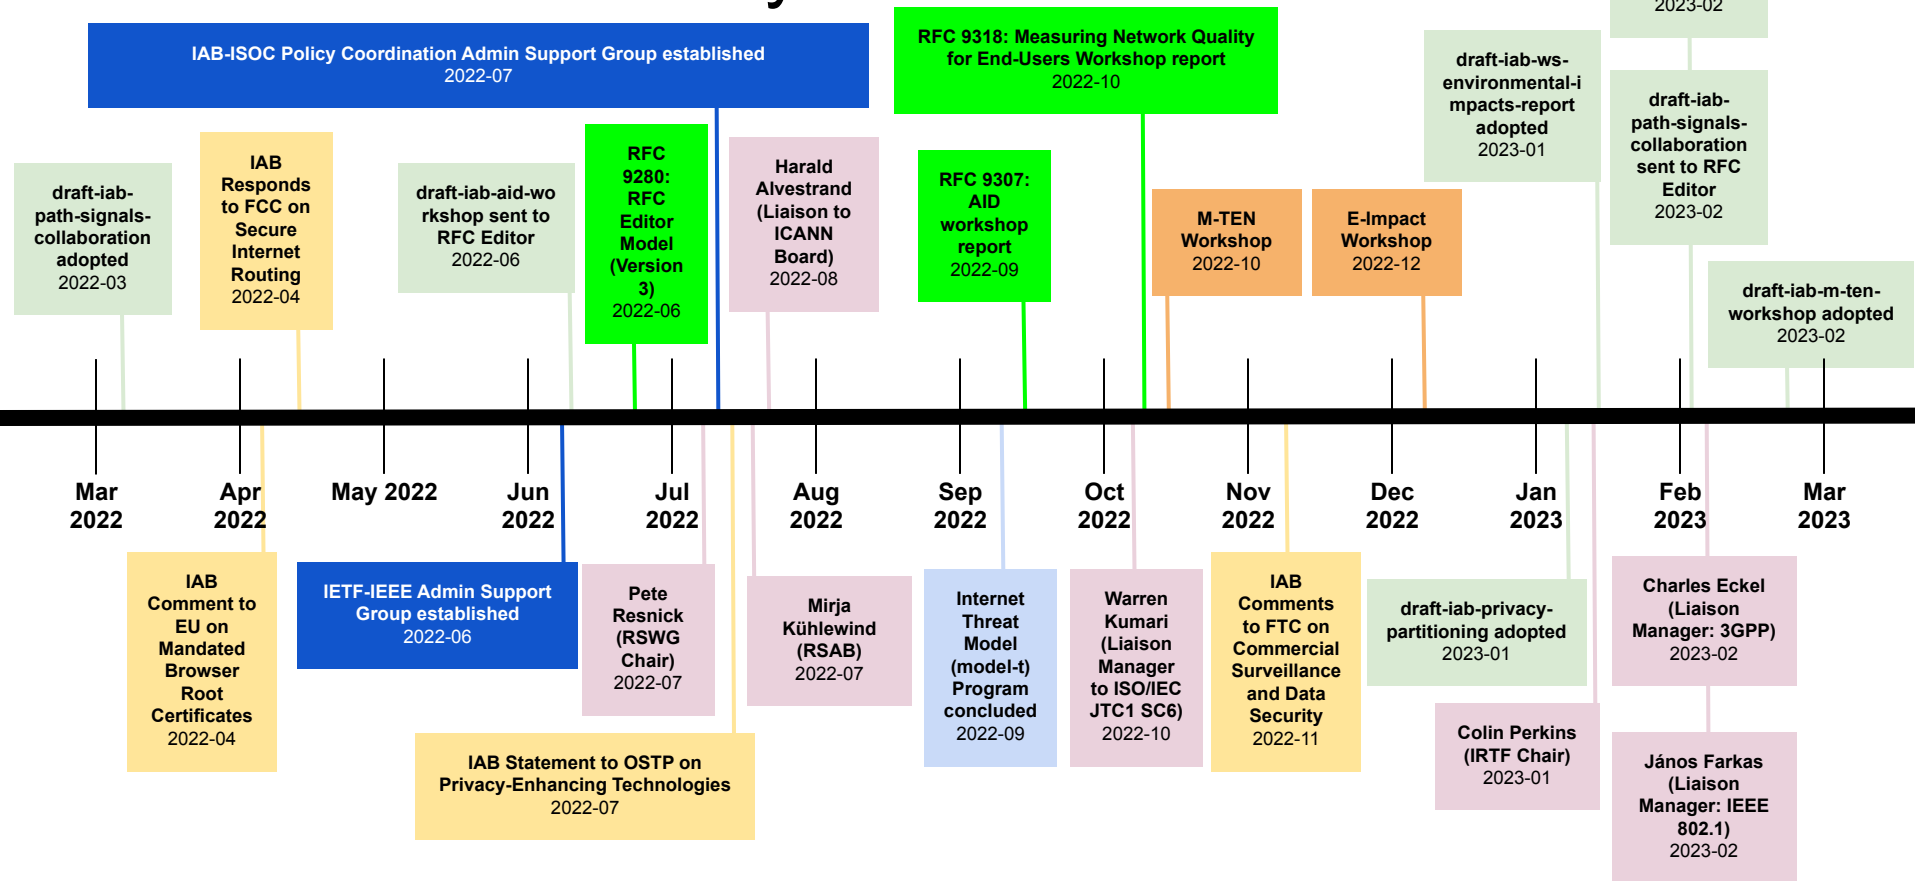 2023-02
IAB-ISOC Policy Coordination Admin Support Group established
2022-07
RFC 9318: Measuring Network Quality
for End-Users Workshop report
2022-10
draft-iab-ws-
environmental-i
mpacts-report
adopted
2023-01
draft-iab-
path-signals-
collaboration
sent to RFC
Editor
2023-02
draft-iab-
path-signals-
collaboration
adopted
2022-03
IAB
Responds
to FCC on
Secure
Internet
Routing
2022-04
draft-iab-aid-wo
rkshop sent to
RFC Editor
2022-06
RFC
9280:
RFC
Editor
Model
(Version
3)
2022-06
Harald
Alvestrand
(Liaison to
ICANN
Board)
2022-08
RFC 9307:
AID
workshop
report
2022-09
M-TEN
Workshop
2022-10
E-Impact
Workshop
2022-12
draft-iab-m-ten-
workshop adopted
2023-02
Mar
2022
Apr
2022
May 2022
Jun
2022
Jul
2022
Aug
2022
Sep
2022
Oct
2022
Nov
2022
Dec
2022
Jan
2023
Feb
2023
Mar
2023
IAB
Comment to
EU on
Mandated
Browser
Root
Certificates
2022-04
IETF-IEEE Admin Support
Group established
2022-06
Pete
Resnick
(RSWG
Chair)
2022-07
IAB Statement to OSTP on
Privacy-Enhancing Technologies
2022-07
Mirja
Kühlewind
(RSAB)
2022-07
Internet
Threat
Model
(model-t)
Program
concluded
2022-09
Warren
Kumari
(Liaison
Manager
to ISO/IEC
JTC1 SC6)
2022-10
IAB
Comments
to FTC on
Commercial
Surveillance
and Data
Security
2022-11
draft-iab-privacy-
partitioning adopted
2023-01
Colin Perkins
(IRTF Chair)
2023-01
Charles Eckel
(Liaison
Manager: 3GPP)
2023-02
János Farkas
(Liaison
Manager: IEEE
802.1)
2023-02